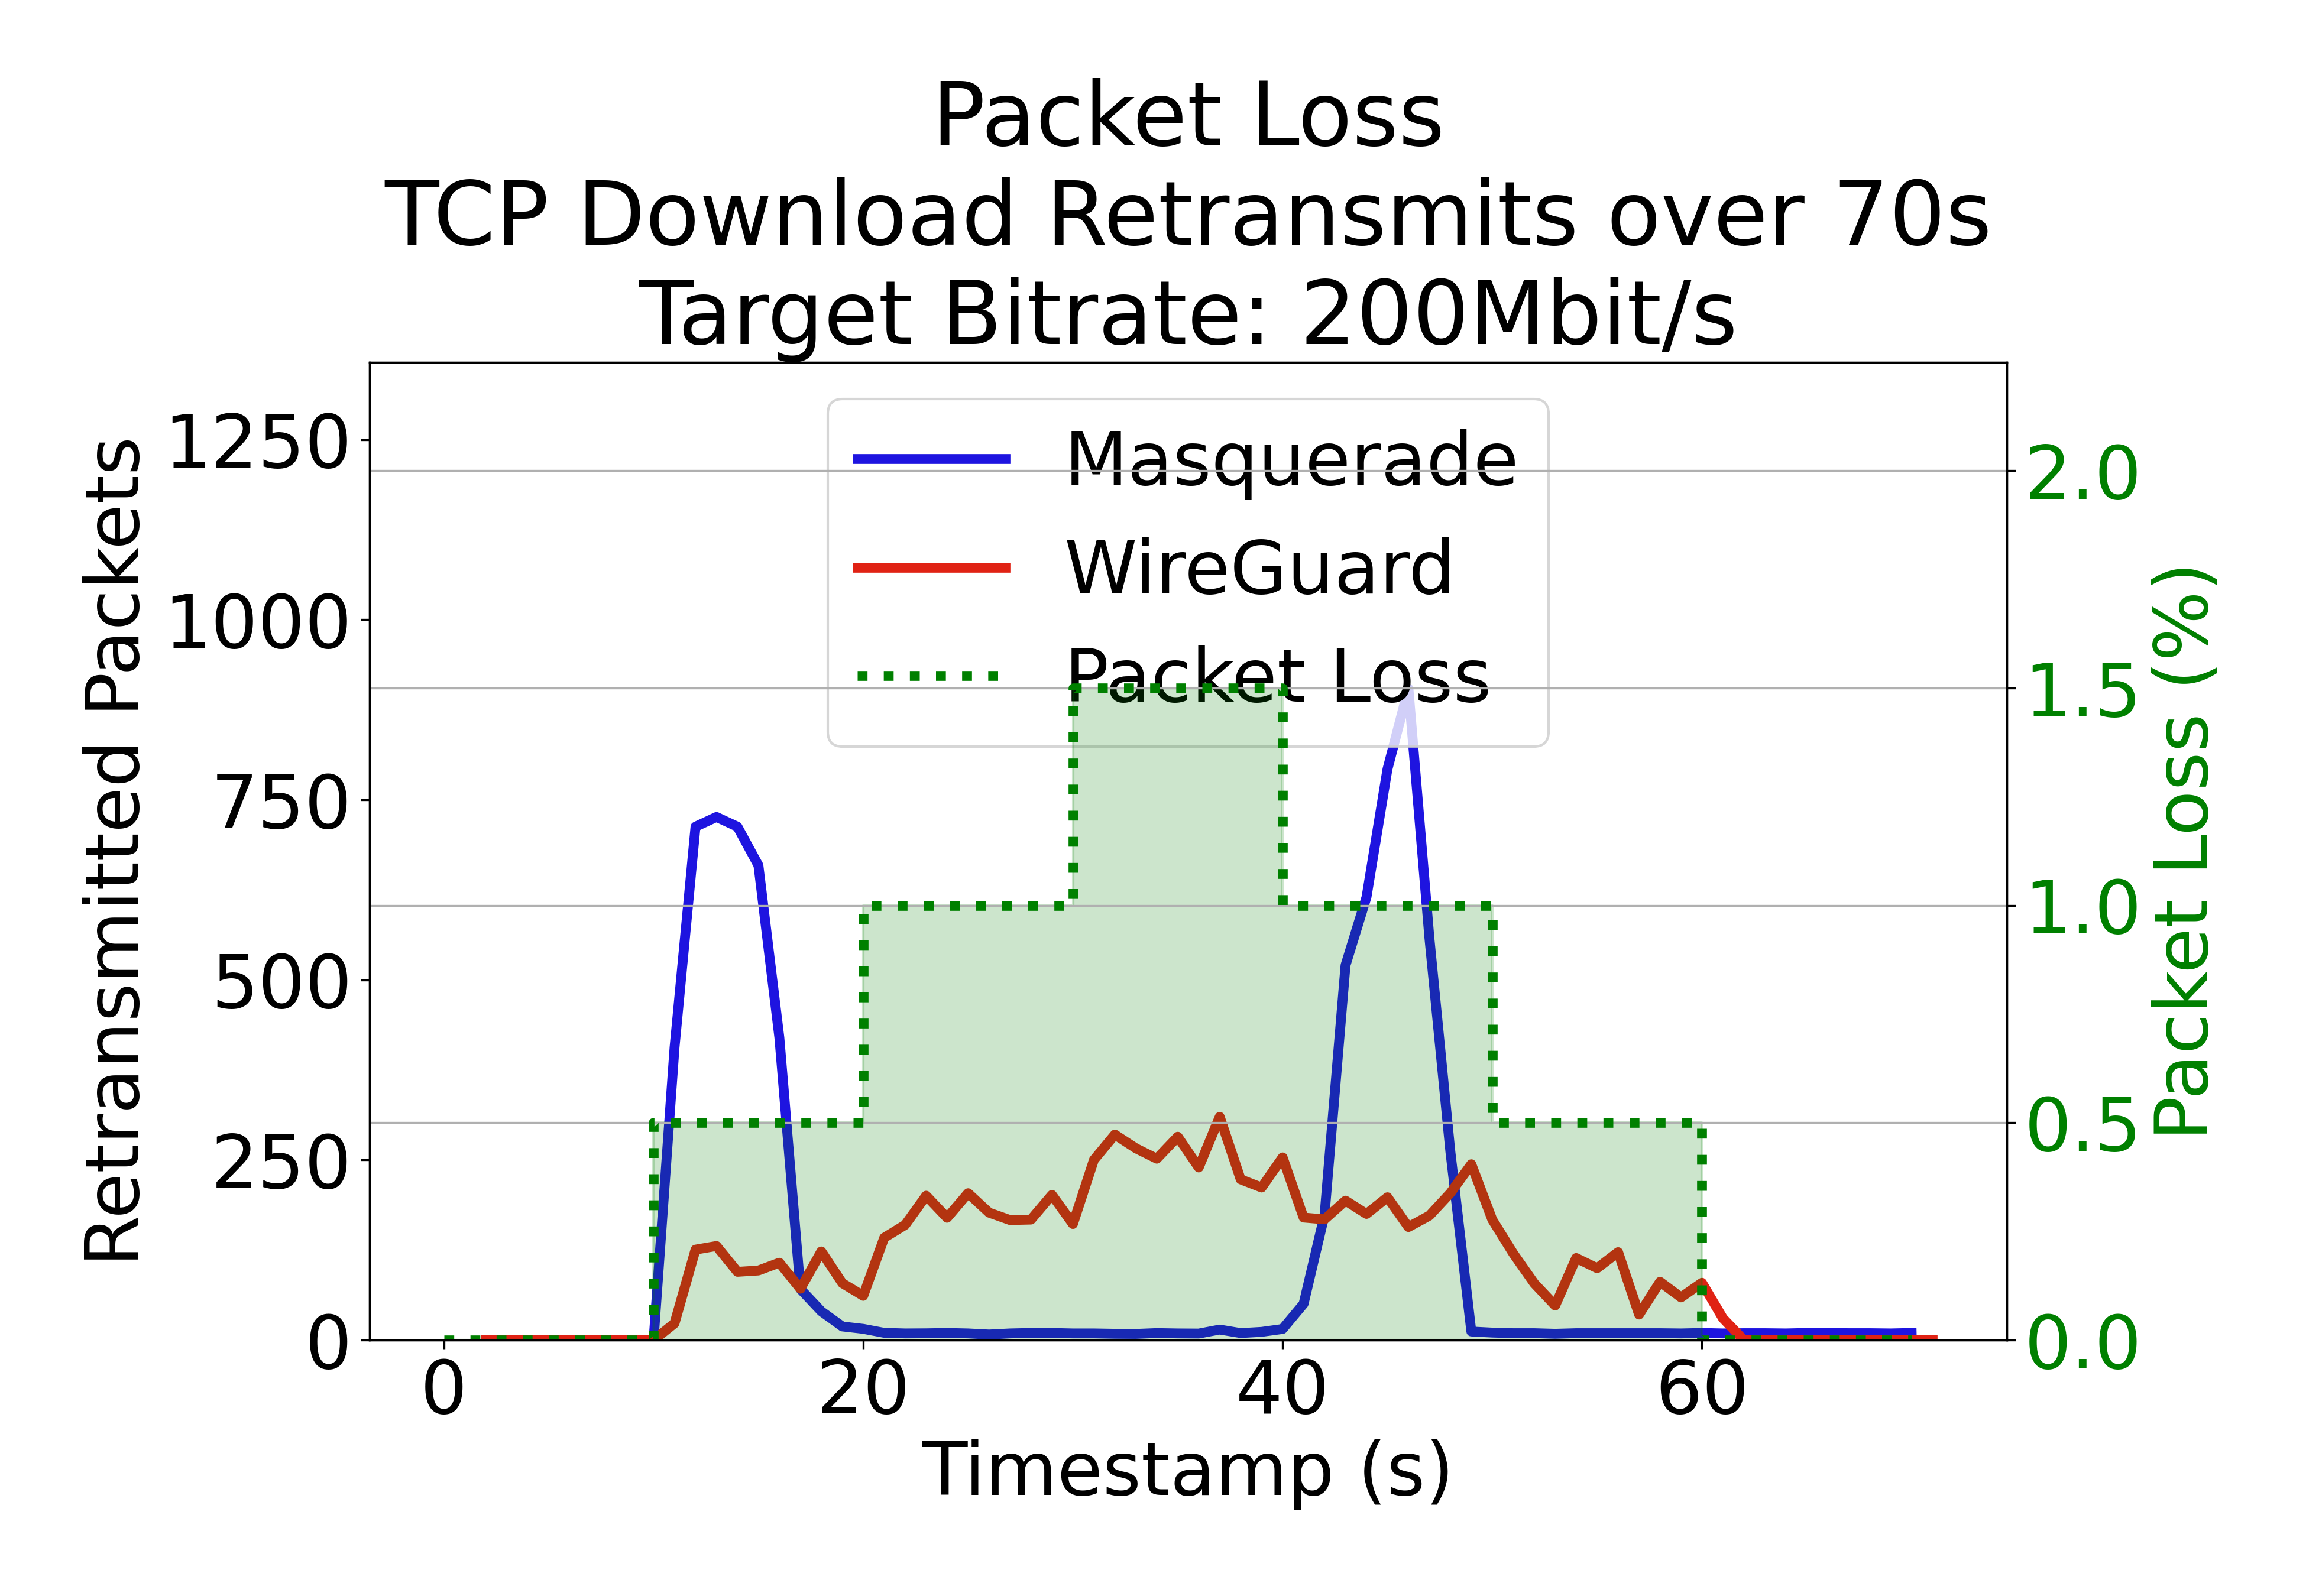 Packet Loss
TCP Download Retransmits over 70s
Target Bitrate: 200Mbit/s
Retransmitted Packets
1250
1000
750
500
250
0
Masquerade
WireGuard
Packet Loss
2.0
1.5
1.0
0.5
0.0
Packet Loss (%)
0 20 40 60
Timestamp (s)